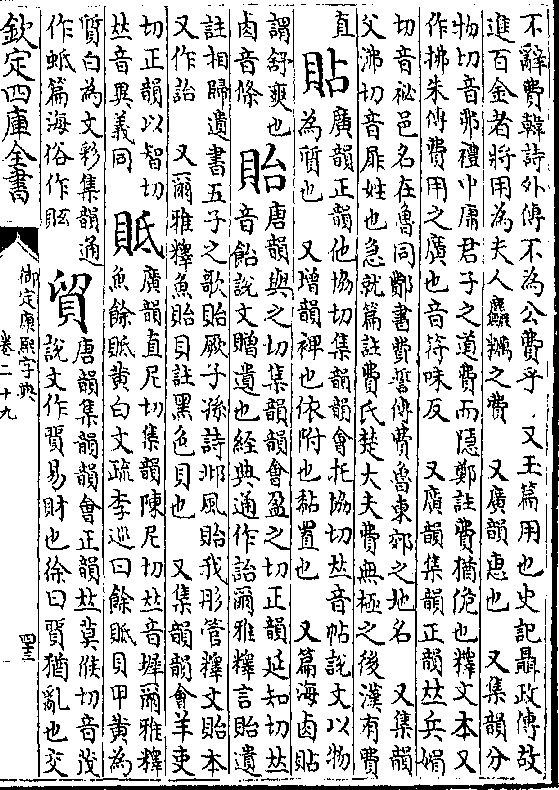 不辭費韓詩外傳不為公費乎 又玉篇用也史記聶政傳故
進百金者將用為夫人麤糲之費 又廣韻惠也 又集韻分
物切音弗禮中庸君子之道費而隱鄭註費猶佹也釋文本又
作拂朱傳費用之廣也音符味反 又廣韻集韻正韻𠀤兵媚
切音祕邑名在魯同鄪書費誓傳費魯東郊之地名 又集韻
父沸切音屝姓也急就篇註費氏楚大夫費無極之後漢有費
直
貼
廣韻正韻他協切集韻韻會托協切𠀤音帖說文以物
為質也 又增韻裨也依附也黏置也 又篇海卣貼
謂舒爽也
卣音條
貽
唐韻與之切集韻韻會盈之切正韻延知切𠀤
音飴說文贈遺也經典通作詒爾雅釋言貽遺
註相歸遺書五子之歌貽厥子孫詩邶風貽我彤管釋文貽本
又作詒 又爾雅釋魚貽貝註黑色貝也 又集韻韻會羊吏
切正韻以智切
𠀤音異義同
貾
廣韻直尼切集韻陳尼切𠀤音墀爾雅釋
魚餘貾黄白文疏李巡曰餘貾貝甲黄為
質白為文彩集韻通
作蚳篇海俗作
貿
唐韻集韻韻會正韻𠀤莫候切音茂
說文作貿易財也徐曰貿猶亂也交
欽定四庫全書
御定康熙字典
卷二十九